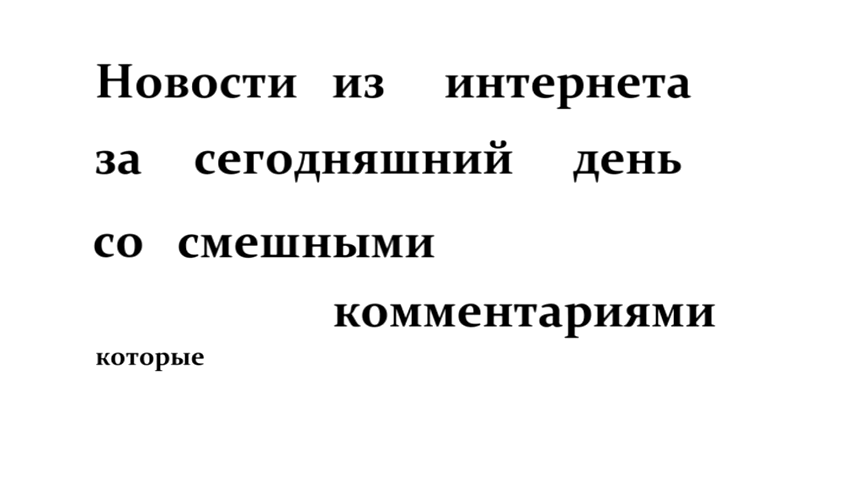 Новости из интернета
за сегодняшний день
со смешными
комментариями
которые